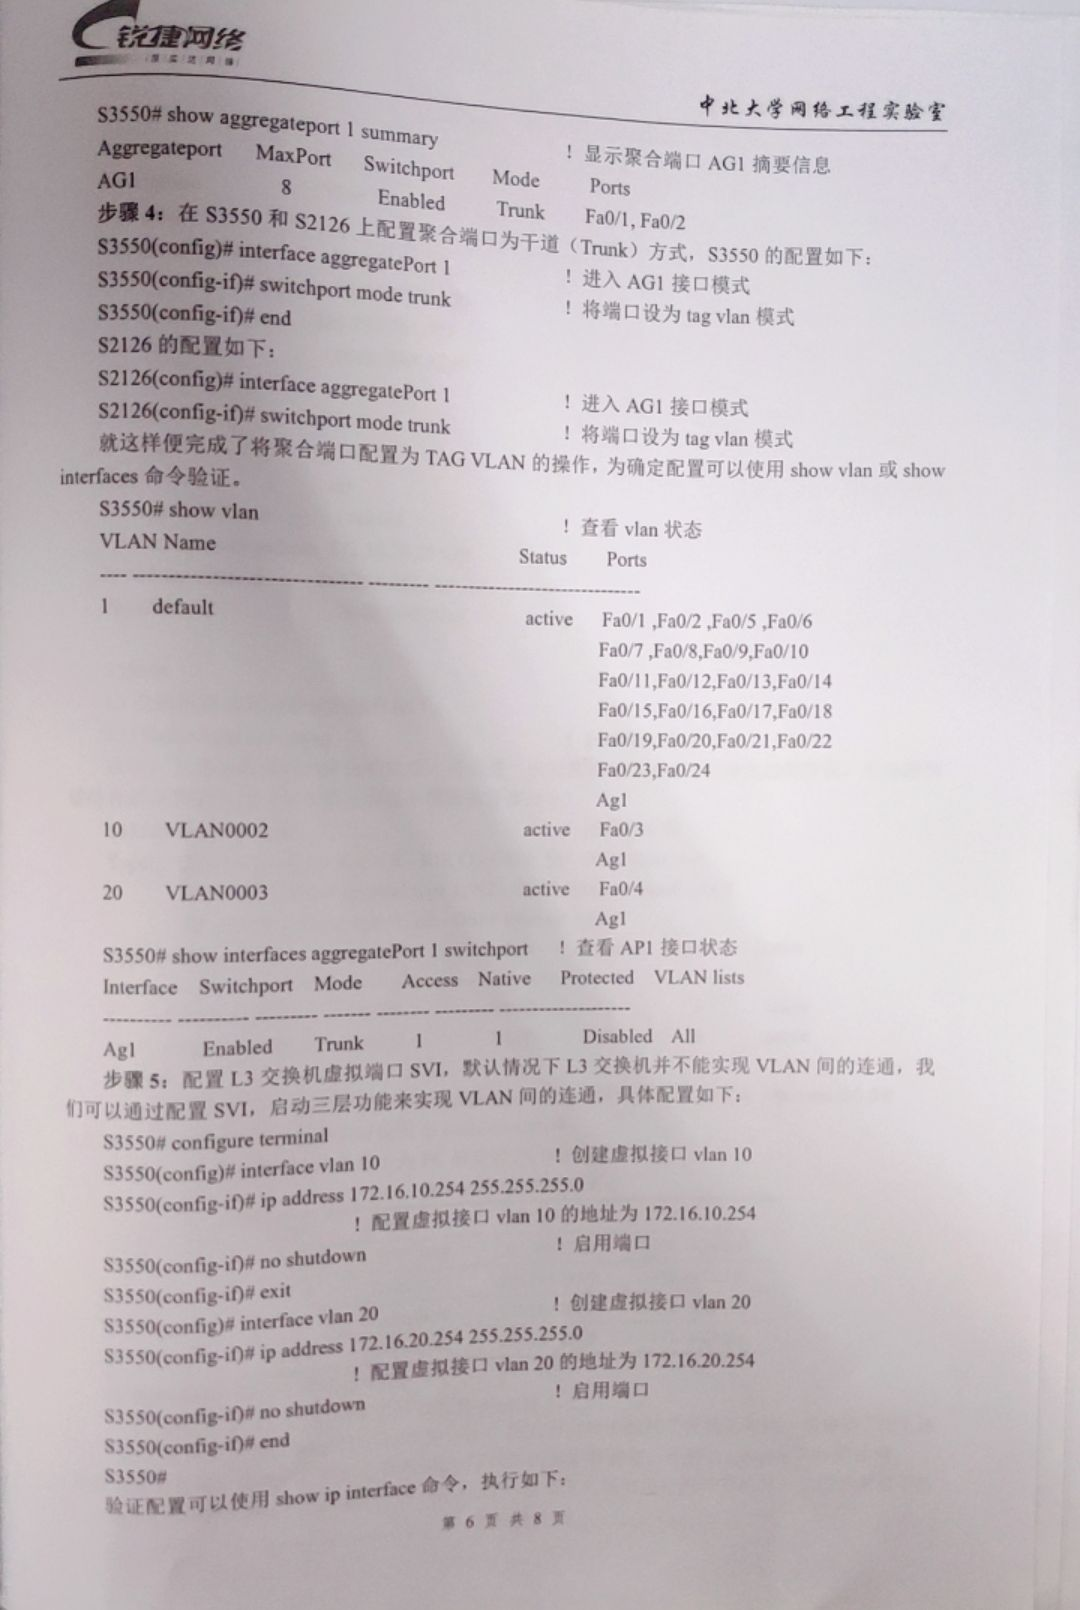 锐捷网络
中北大学网络工程实验室
S3550# show aggregateport 1 summary ！显示聚合端口 AG1 摘要信息
Aggregateport MaxPort Switchport Mode Ports
AG1 8 Enabled Trunk Fa0/1, Fa0/2
步骤 4：在 S3550 和 S2126 上配置聚合端口为干道（Trunk）方式，S3550 的配置如下：
S3550(config)# interface aggregatePort 1 ！进入 AG1 接口模式
S3550(config-if)# switchport mode trunk ！将端口设为 tag vlan 模式
S3550(config-if)# end
S2126 的配置如下：
S2126(config)# interface aggregatePort 1 ！进入 AG1 接口模式
S2126(config-if)# switchport mode trunk ！将端口设为 tag vlan 模式
就这样便完成了将聚合端口配置为 TAG VLAN 的操作，为确定配置可以使用 show vlan 或 show
interfaces 命令验证。
S3550# show vlan ！查看 vlan 状态
VLAN Name Status Ports
---- -------------------------------- --------- -------------------------------
1 default active Fa0/1 ,Fa0/2 ,Fa0/5 ,Fa0/6
Fa0/7 ,Fa0/8,Fa0/9,Fa0/10
Fa0/11,Fa0/12,Fa0/13,Fa0/14
Fa0/15,Fa0/16,Fa0/17,Fa0/18
Fa0/19,Fa0/20,Fa0/21,Fa0/22
Fa0/23,Fa0/24
Ag1
10 VLAN0002 active Fa0/3
Ag1
20 VLAN0003 active Fa0/4
Ag1
S3550# show interfaces aggregatePort 1 switchport ！查看 AP1 接口状态
Interface Switchport Mode Access Native Protected VLAN lists
---------- ---------- --------- ------- --------- --------- --------------------
Ag1 Enabled Trunk 1 1 Disabled All
步骤 5：配置 L3 交换机虚拟端口 SVI，默认情况下 L3 交换机并不能实现 VLAN 间的连通，我
们可以通过配置 SVI，启动三层功能来实现 VLAN 间的连通，具体配置如下：
S3550# configure terminal
S3550(config)# interface vlan 10 ！创建虚拟接口 vlan 10
S3550(config-if)# ip address 172.16.10.254 255.255.255.0
！配置虚拟接口 vlan 10 的地址为 172.16.10.254
S3550(config-if)# no shutdown ！启用端口
S3550(config-if)# exit
S3550(config)# interface vlan 20 ！创建虚拟接口 vlan 20
S3550(config-if)# ip address 172.16.20.254 255.255.255.0
！配置虚拟接口 vlan 20 的地址为 172.16.20.254
S3550(config-if)# no shutdown ！启用端口
S3550(config-if)# end
S3550#
验证配置可以使用 show ip interface 命令，执行如下：
第 6 页 共 8 页